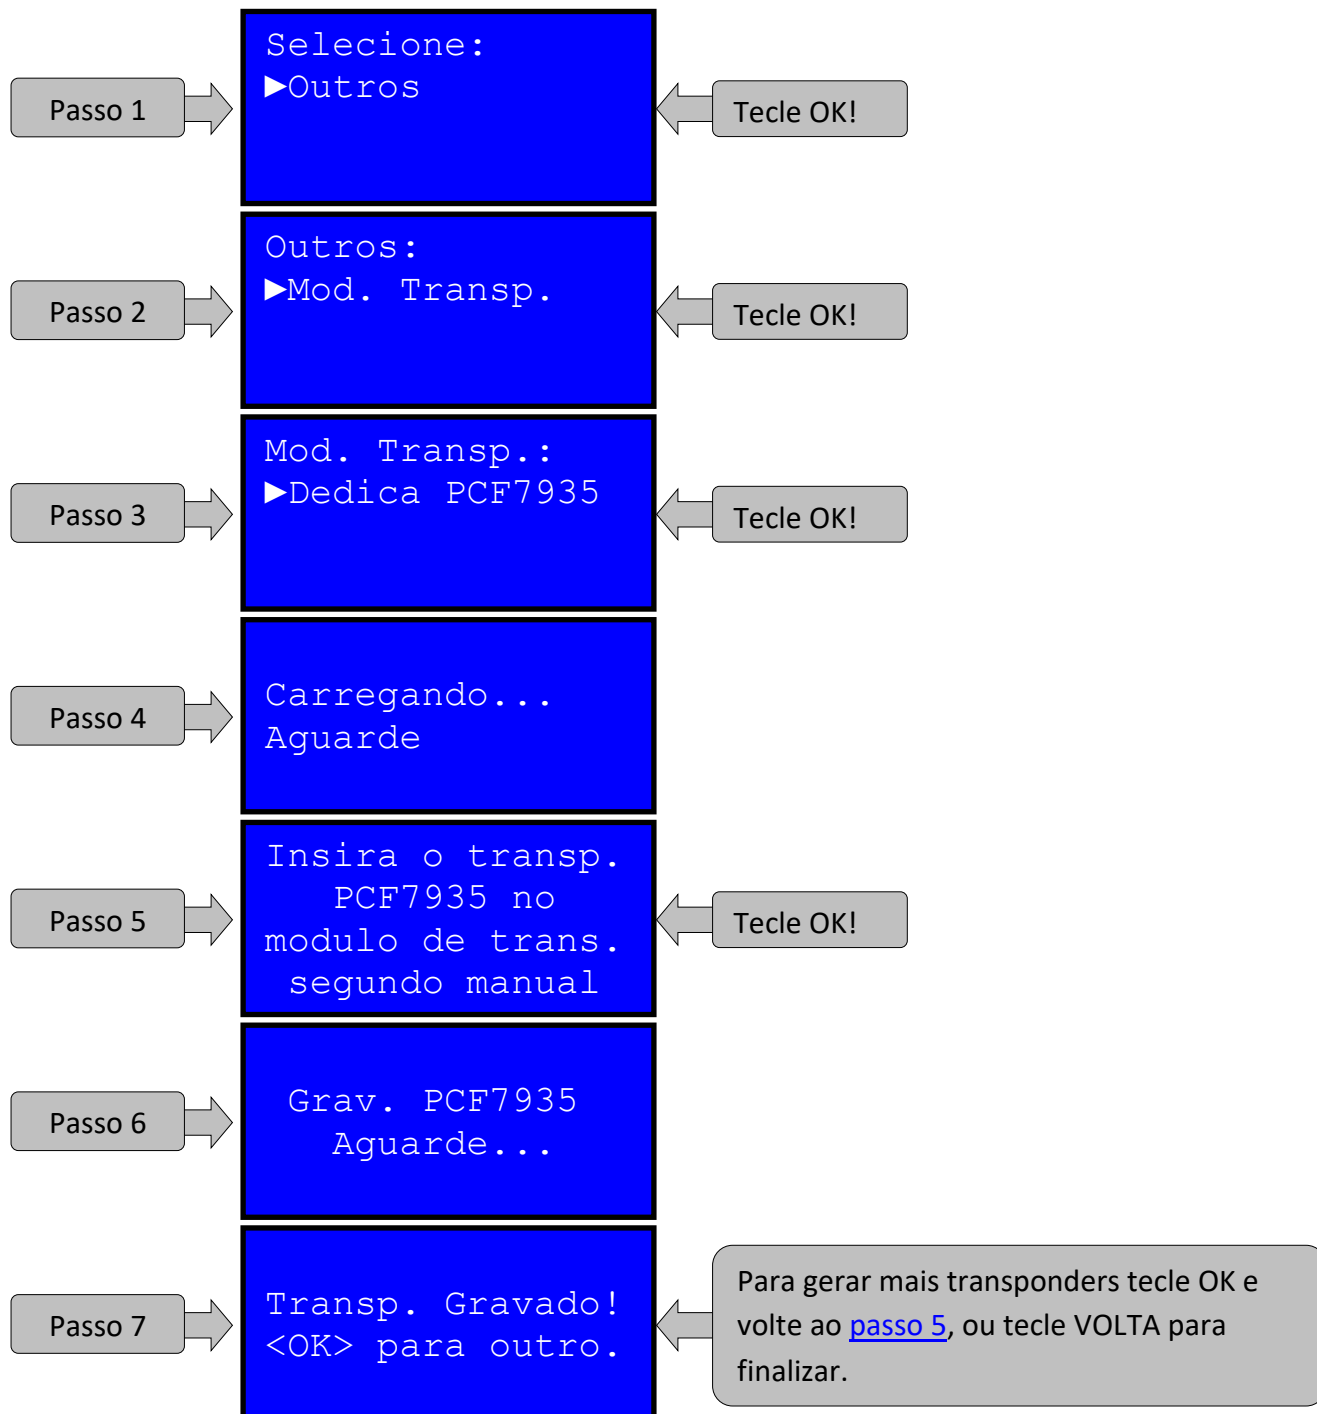 Passo 1
Selecione:
►Outros
Tecle OK!
Passo 2
Outros:
►Mod. Transp.
Tecle OK!
Passo 3
Mod. Transp.:
►Dedica PCF7935
Tecle OK!
Passo 4
Carregando...
Aguarde
Passo 5
Insira o transp.
PCF7935 no
modulo de trans.
segundo manual
Tecle OK!
Passo 6
Grav. PCF7935
Aguarde...
Passo 7
Transp. Gravado!
<OK> para outro.
Para gerar mais transponders tecle OK e
volte ao passo 5, ou tecle VOLTA para
finalizar.